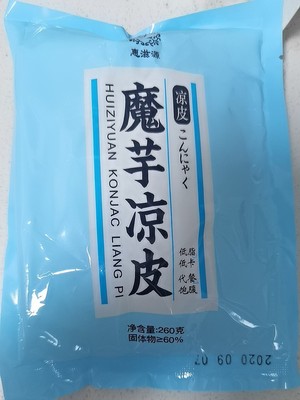 惠滋源
凉皮
こんにゃく
魔芋凉皮
HUIZIYUAN KONJAC LIANG PI
低脂
低卡
代餐
饱腹
净含量:260克
固体物≥60%
2020 09 07